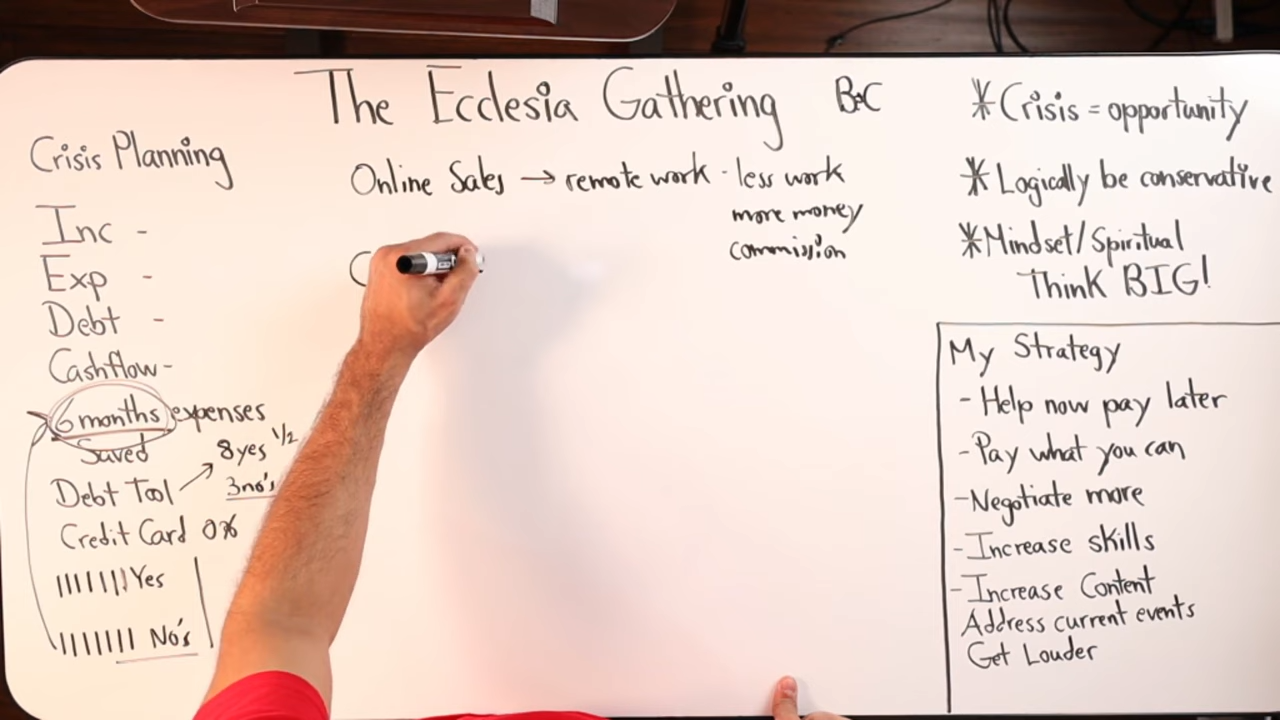 The Ecclesia Gathering B&C
Crisis Planning
Inc -
Exp -
Debt -
Cashflow -
6 months expenses
Saved
Debt Tool → 8 yes 1/2
3 no's
Credit Card 0%
|||||||| Yes
|||||||| No's
Online Sales → remote work - less work
more money
commission
C
* Crisis = opportunity
* Logically be conservative
* Mindset/Spiritual
Think BIG!
My Strategy
- Help now pay later
- Pay what you can
- Negotiate more
- Increase skills
- Increase Content
Address current events
Get Louder